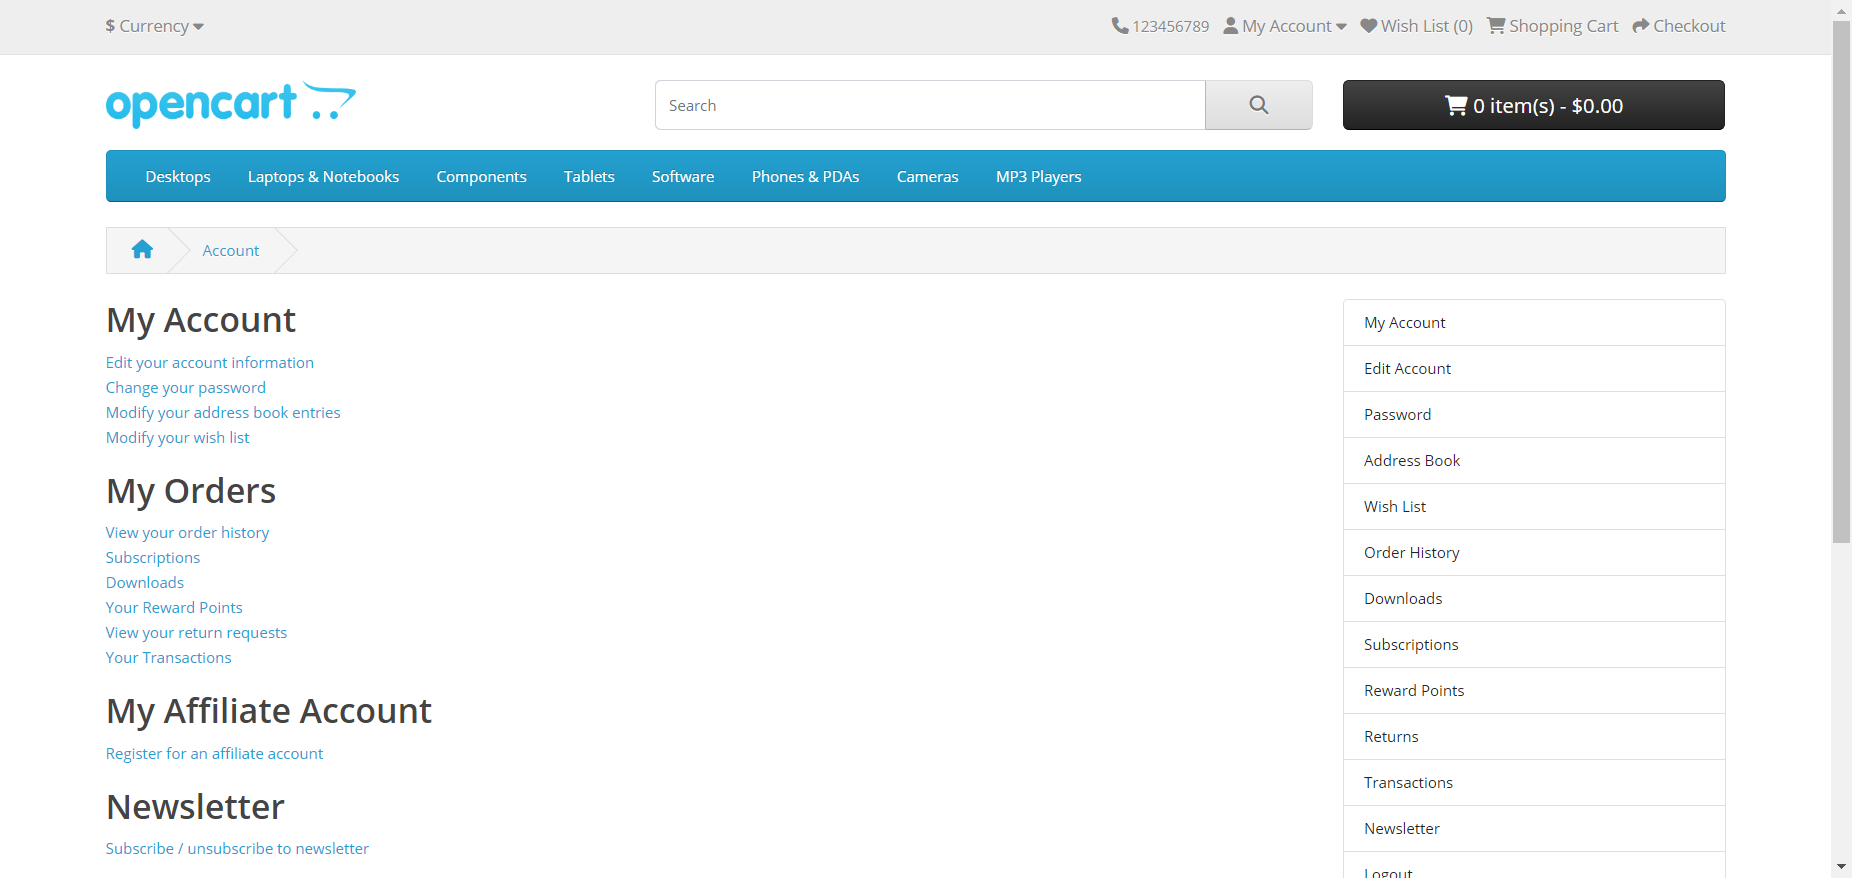 $ Currency
123456789 My Account Wish List (0) Shopping Cart Checkout
opencart
Search
0 item(s) - $0.00
Desktops Laptops & Notebooks Components Tablets Software Phones & PDAs Cameras MP3 Players
Account
My Account
Edit your account information
Change your password
Modify your address book entries
Modify your wish list
My Orders
View your order history
Subscriptions
Downloads
Your Reward Points
View your return requests
Your Transactions
My Affiliate Account
Register for an affiliate account
Newsletter
Subscribe / unsubscribe to newsletter
My Account
Edit Account
Password
Address Book
Wish List
Order History
Downloads
Subscriptions
Reward Points
Returns
Transactions
Newsletter
Logout